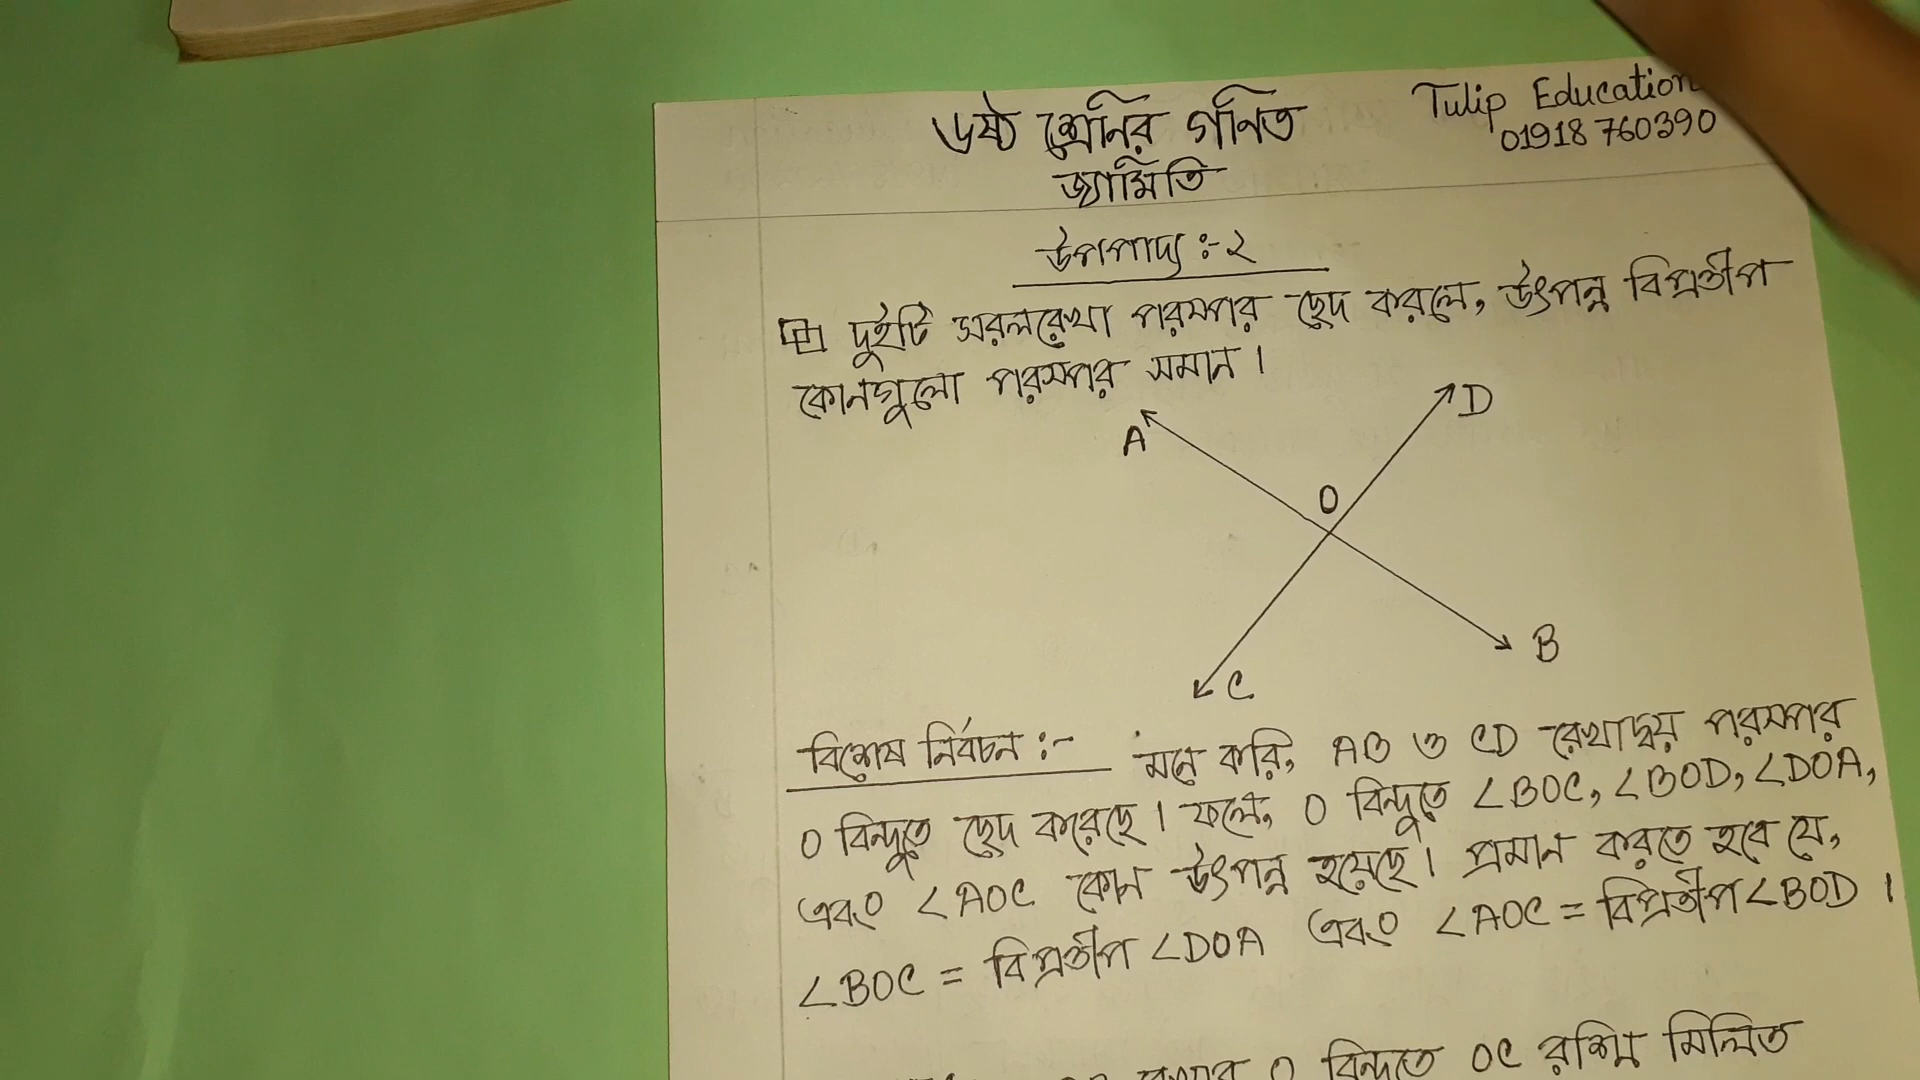 ৬ষ্ঠ শ্রেনির গনিত
Tulip Education
01918 760390
জ্যামিতি
উপপাদ্য :- ২
দুইটি সরলরেখা পরস্পর ছেদ করলে, উৎপন্ন বিপ্রতীপ
কোনগুলো পরস্পর সমান।
A
D
O
B
C
বিশেষ নির্বচন :- মনে করি, AB ও CD রেখাদ্বয় পরস্পর
O বিন্দুতে ছেদ করেছে। ফলে, O বিন্দুতে ∠BOC, ∠BOD, ∠DOA,
এবং ∠AOC কোন উৎপন্ন হয়েছে। প্রমান করতে হবে যে,
∠BOC = বিপ্রতীপ ∠DOA এবং ∠AOC = বিপ্রতীপ ∠BOD ।
O বিন্দুতে OC রশ্মি মিলিত